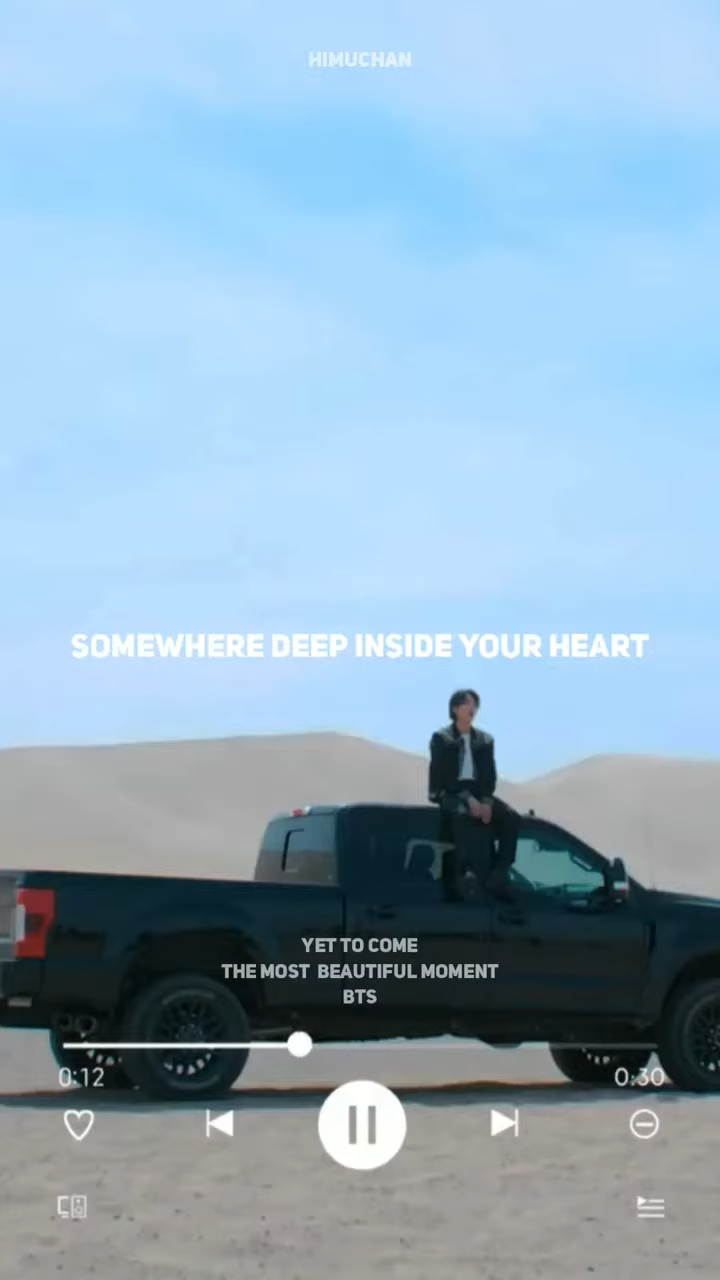 HIMUCHAN
SOMEWHERE DEEP INSIDE YOUR HEART
YET TO COME
THE MOST BEAUTIFUL MOMENT
BTS
0:12
0:30